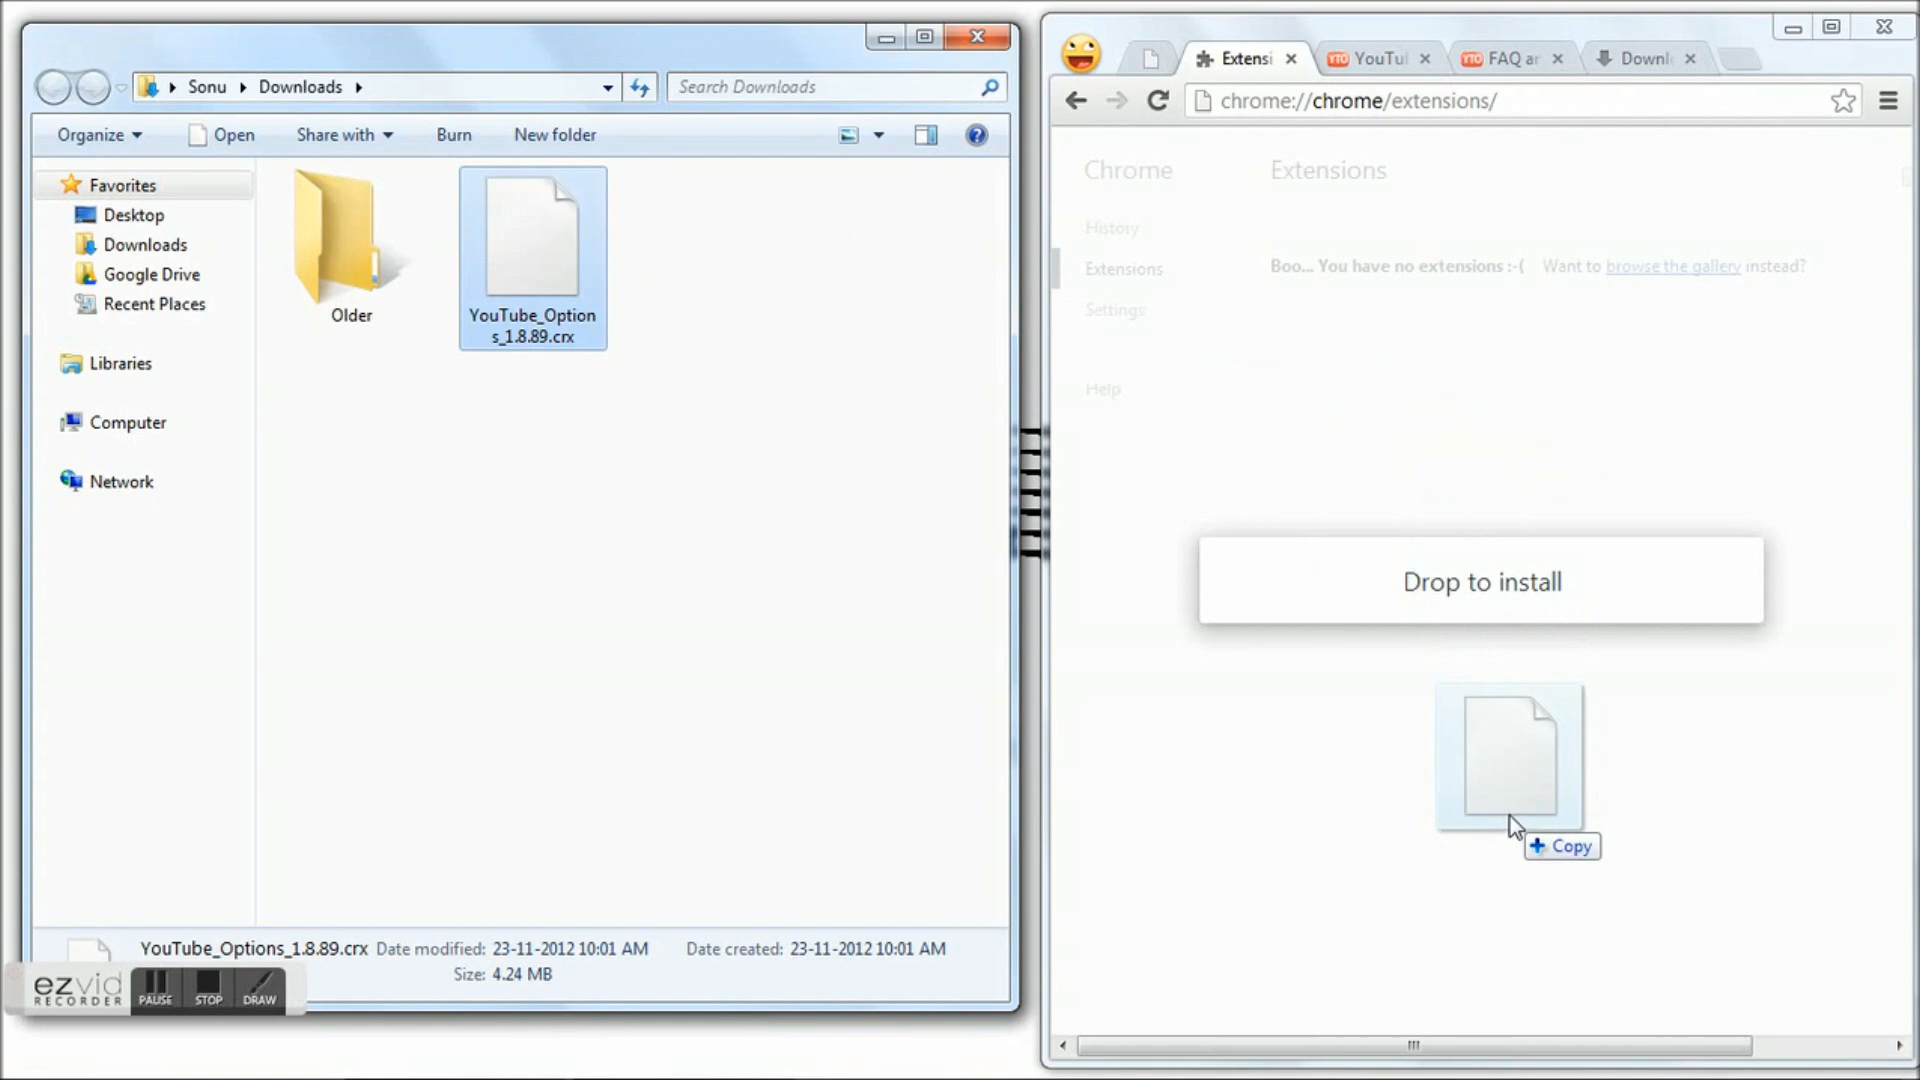 Sonu
Downloads
Search Downloads
Organize
Open
Share with
Burn
New folder
Favorites
Desktop
Downloads
Google Drive
Recent Places
Libraries
Computer
Network
Older
YouTube_Option
s_1.8.89.crx
YouTube_Options_1.8.89.crx Date modified: 23-11-2012 10:01 AM Date created: 23-11-2012 10:01 AM
Size: 4.24 MB
ezvid
RECORDER
PAUSE STOP DRAW
Extensi
YouTul
FAQ ar
Downl
chrome://chrome/extensions/
Chrome
Extensions
History
Boo... You have no extensions :-( Want to browse the gallery instead?
Extensions
Settings
Help
Drop to install
Copy